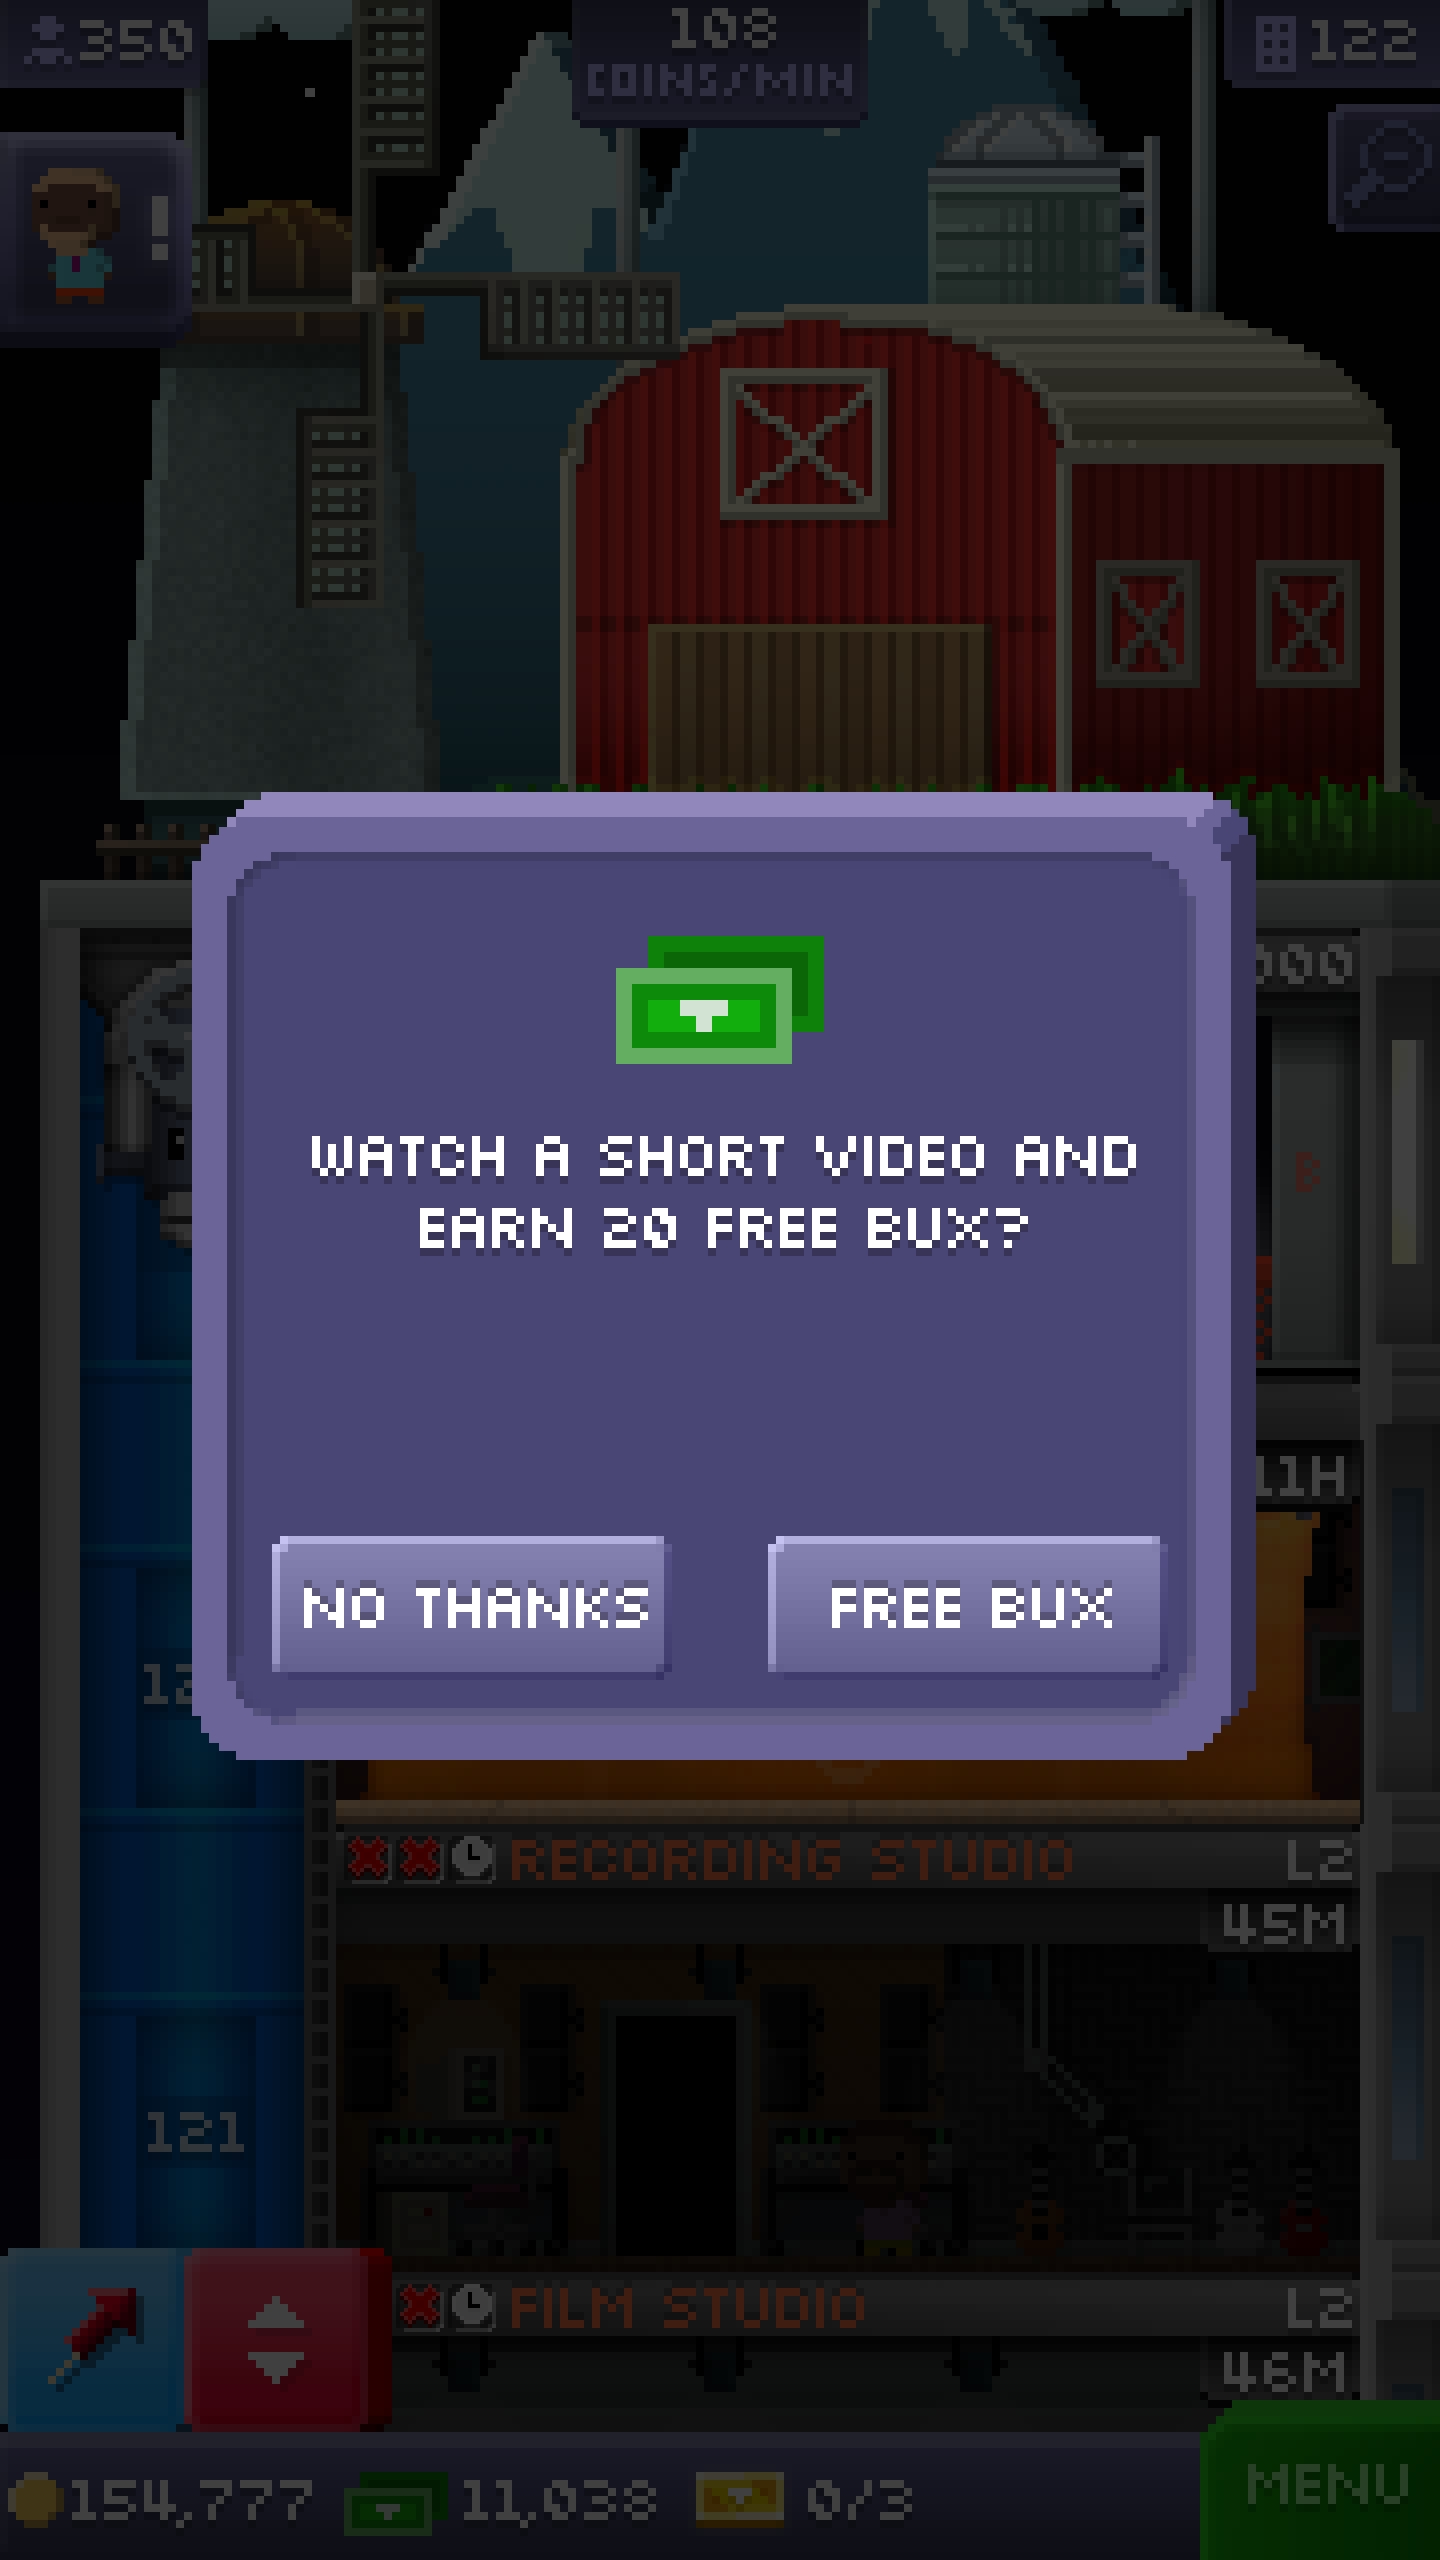 350
108
COINS/MIN
122
!
000
B
11H
WATCH A SHORT VIDEO AND
EARN 20 FREE BUX?
NO THANKS
FREE BUX
12
RECORDING STUDIO
L2
45M
121
FILM STUDIO
L2
46M
154,777
11,038
0/3
MENU